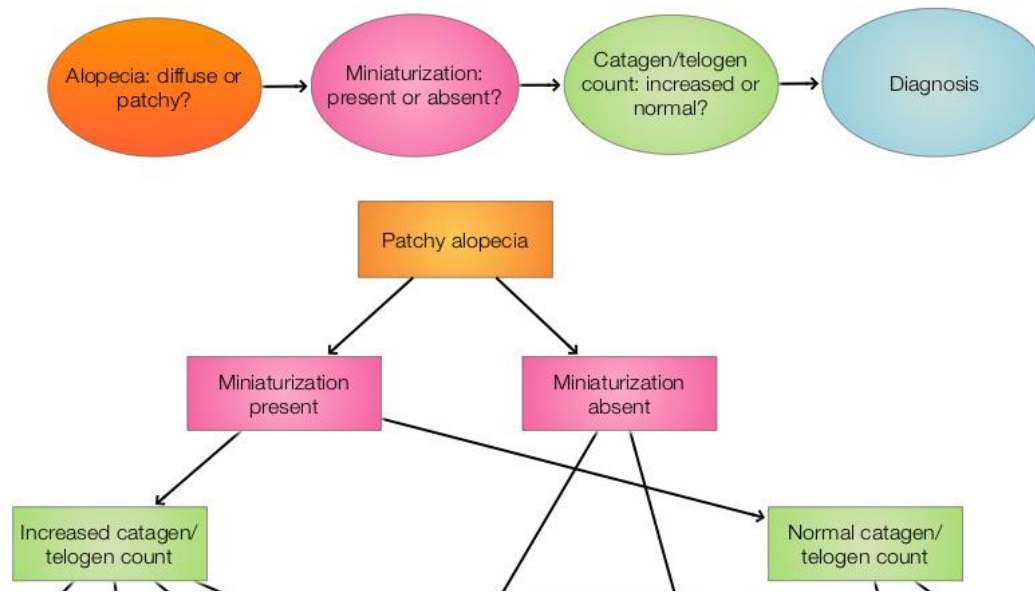 Alopecia: diffuse or
patchy?
Miniaturization:
present or absent?
Catagen/telogen
count: increased or
normal?
Diagnosis
Patchy alopecia
Miniaturization
present
Miniaturization
absent
Increased catagen/
telogen count
Normal catagen/
telogen count